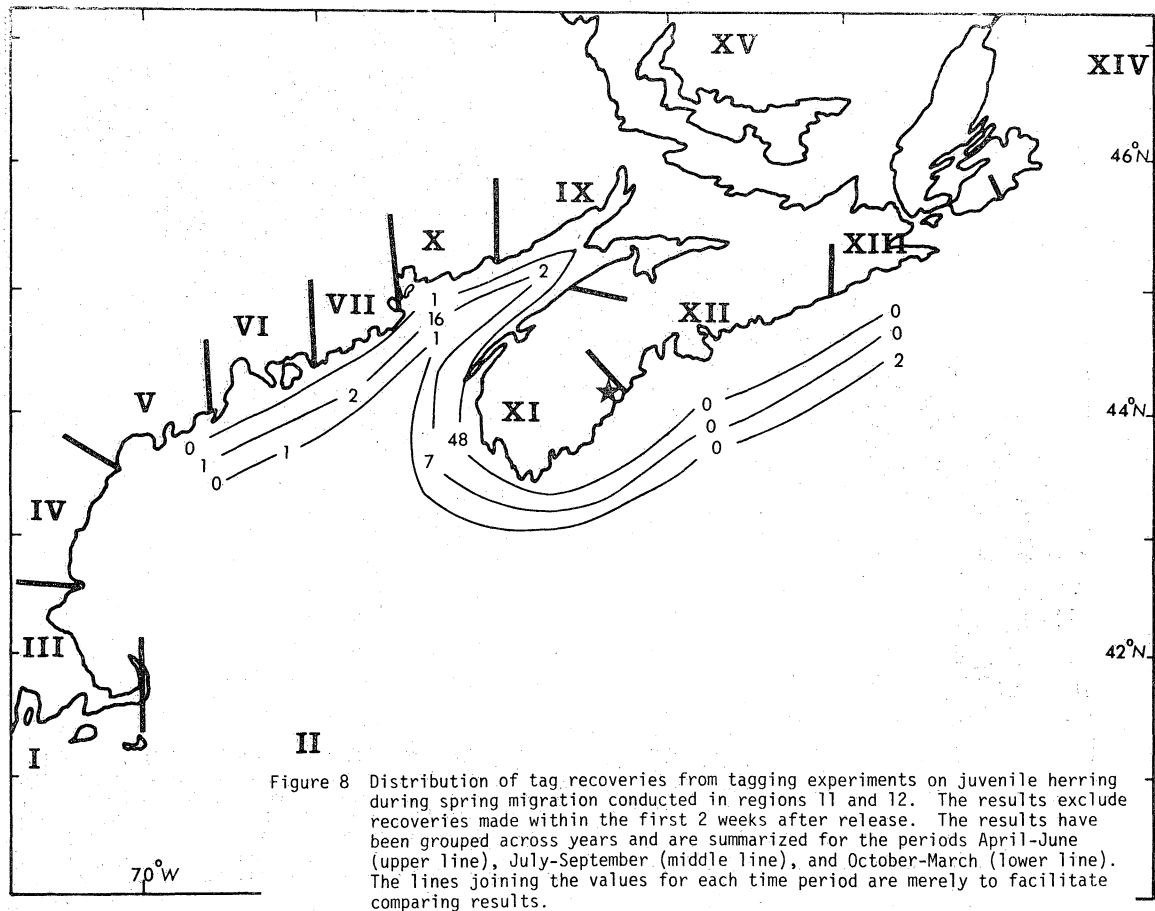 XV
XIV
46°N
IX
X
XIII
VII
2
1
XII
16
VI
1
0
0
2
V
2
XI
0
0
0
44°N
0
1
1
0
48
7
IV
III
42°N
I
II
70°W
Figure 8 Distribution of tag recoveries from tagging experiments on juvenile herring
during spring migration conducted in regions 11 and 12. The results exclude
recoveries made within the first 2 weeks after release. The results have
been grouped across years and are summarized for the periods April-June
(upper line), July-September (middle line), and October-March (lower line).
The lines joining the values for each time period are merely to facilitate
comparing results.